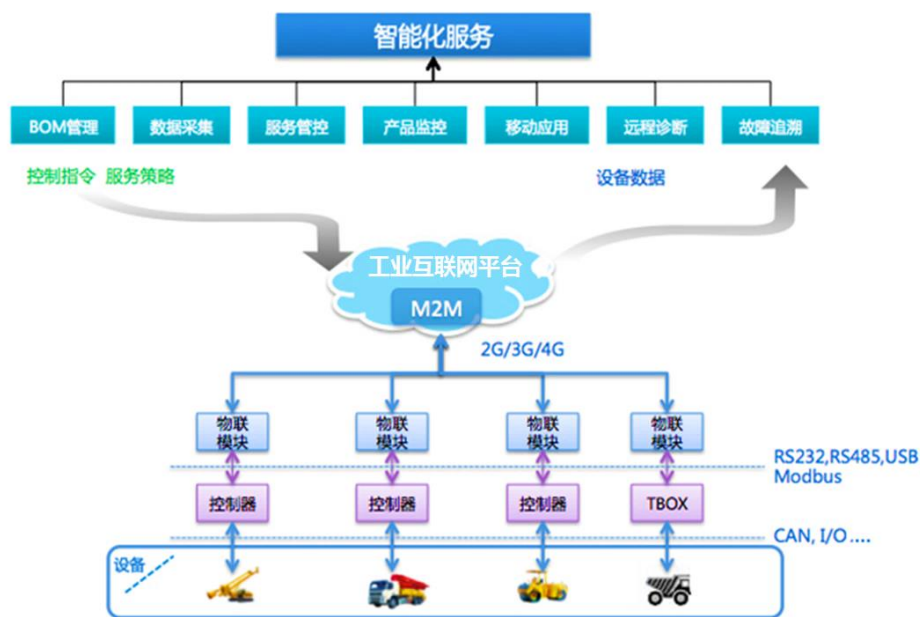 智能化服务
BOM管理
数据采集
服务管控
产品监控
移动应用
远程诊断
故障追溯
控制指令 服务策略
设备数据
工业互联网平台
M2M
2G/3G/4G
物联
模块
物联
模块
物联
模块
物联
模块
RS232,RS485,USB
Modbus
控制器
控制器
控制器
TBOX
CAN, I/O ....
设备